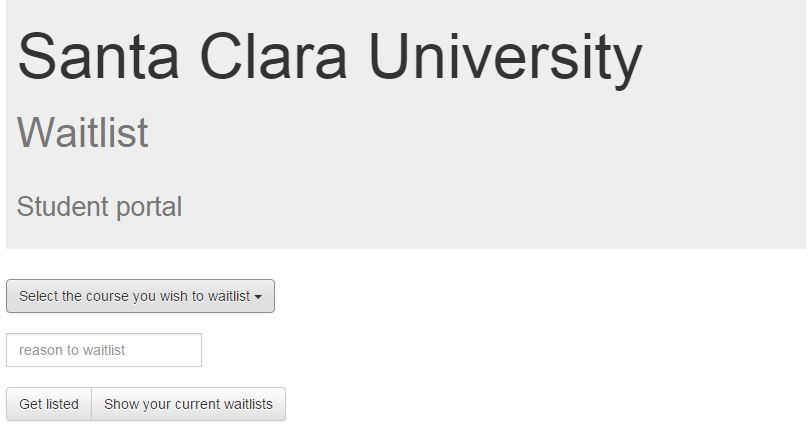 Santa Clara University
Waitlist
Student portal
Select the course you wish to waitlist
reason to waitlist
Get listed Show your current waitlists